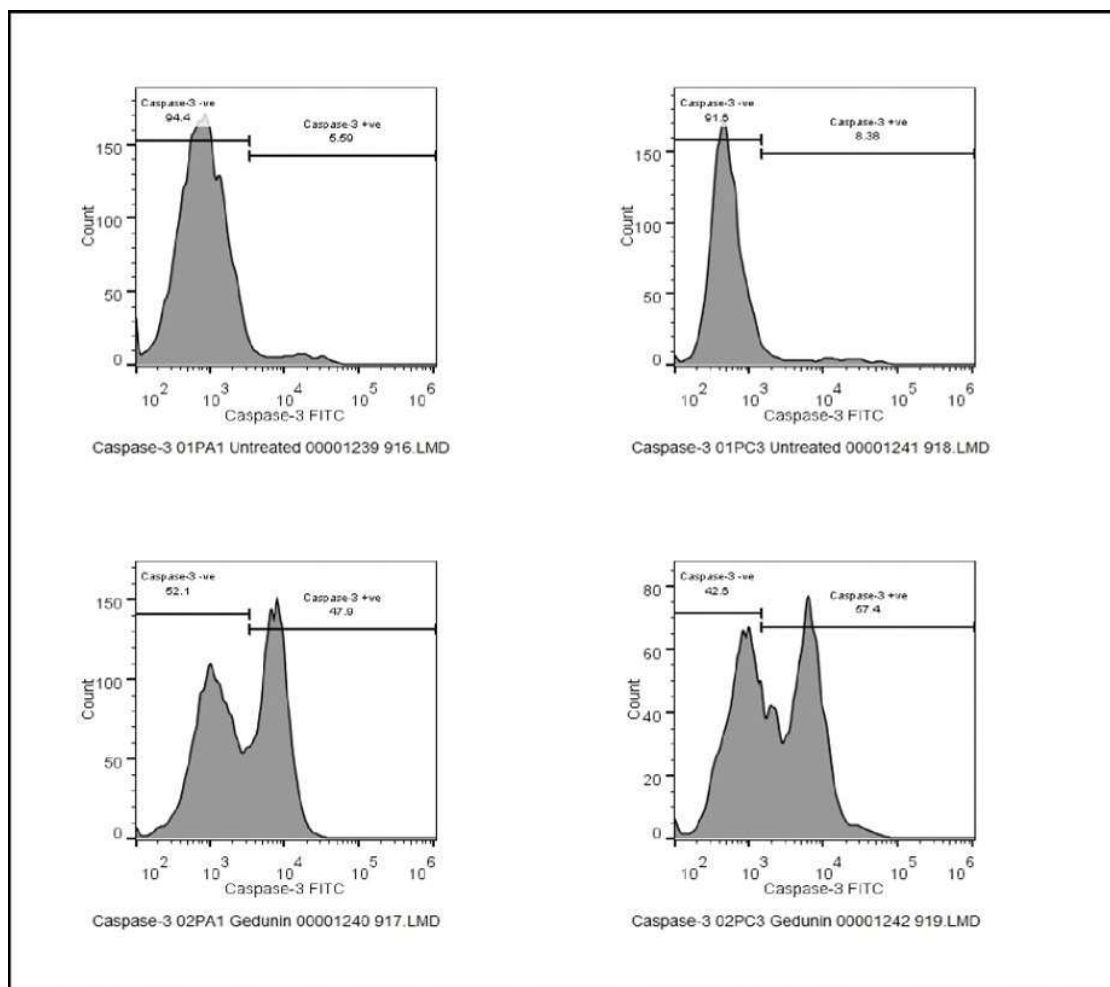 Caspase-3 -ve
94.4
Caspase-3 +ve
5.59
150
100
50
0
Count
10^2 10^3 10^4 10^5 10^6
Caspase-3 FITC
Caspase-3 01PA1 Untreated 00001239 916.LMD
Caspase-3 -ve
Caspase-3 +ve
8.38
150
100
50
0
Count
10^2 10^3 10^4 10^5 10^6
Caspase-3 FITC
Caspase-3 01PC3 Untreated 00001241 918.LMD
Caspase-3 -ve
52.1
Caspase-3 +ve
47.9
150
100
50
0
Count
10^2 10^3 10^4 10^5 10^6
Caspase-3 FITC
Caspase-3 02PA1 Gedunin 00001240 917.LMD
Caspase-3 -ve
42.6
Caspase-3 +ve
57.4
80
60
40
20
0
Count
10^2 10^3 10^4 10^5 10^6
Caspase-3 FITC
Caspase-3 02PC3 Gedunin 00001242 919.LMD